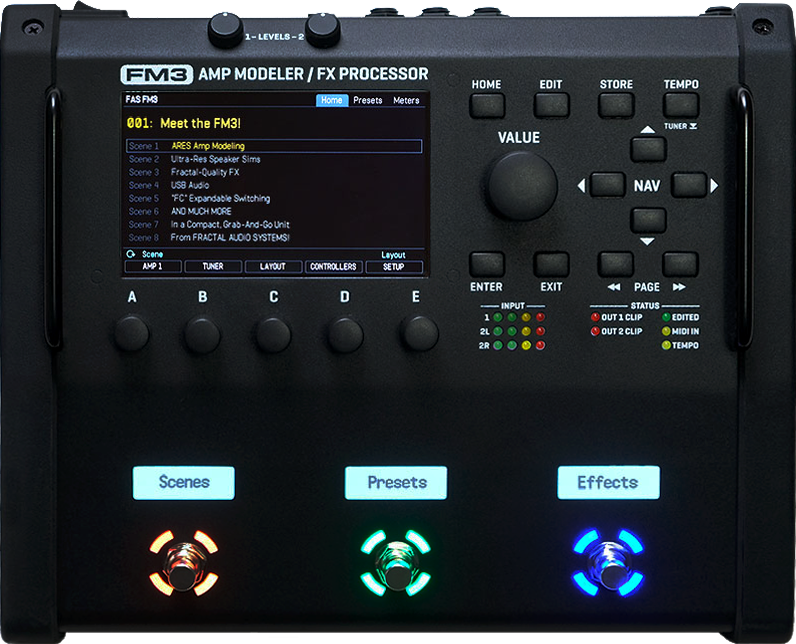 1 - LEVELS - 2
FM3 AMP MODELER / FX PROCESSOR
FAS FM3 Home Presets Meters
001: Meet the FM3!
Scene 1 ARES Amp Modeling
Scene 2 Ultra-Res Speaker Sims
Scene 3 Fractal-Quality FX
Scene 4 USB Audio
Scene 5 "FC" Expandable Switching
Scene 6 AND MUCH MORE
Scene 7 In a Compact, Grab-And-Go Unit
Scene 8 From FRACTAL AUDIO SYSTEMS!
Scene Layout
AMP 1 TUNER LAYOUT CONTROLLERS SETUP
A B C D E
HOME EDIT STORE TEMPO
TUNER
VALUE
NAV
ENTER EXIT PAGE
INPUT
1
2L
2R
STATUS
OUT 1 CLIP EDITED
OUT 2 CLIP MIDI IN
TEMPO
Scenes Presets Effects